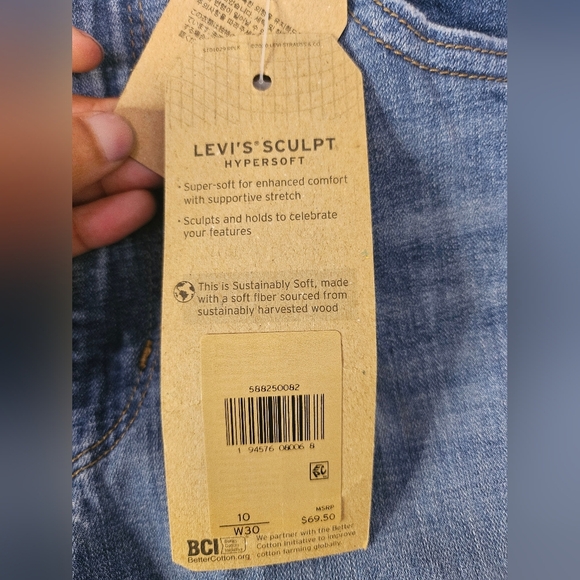 LEVI'S® SCULPT
HYPERSOFT
• Super-soft for enhanced comfort
with supportive stretch
• Sculpts and holds to celebrate
your features
This is Sustainably Soft, made
with a soft fiber sourced from
sustainably harvested wood
588250082
1 94576 08006 8
MSRP
10 $69.50
W30
BCI
BetterCotton.org
We partner with the Better
Cotton Initiative to improve
cotton farming globally.